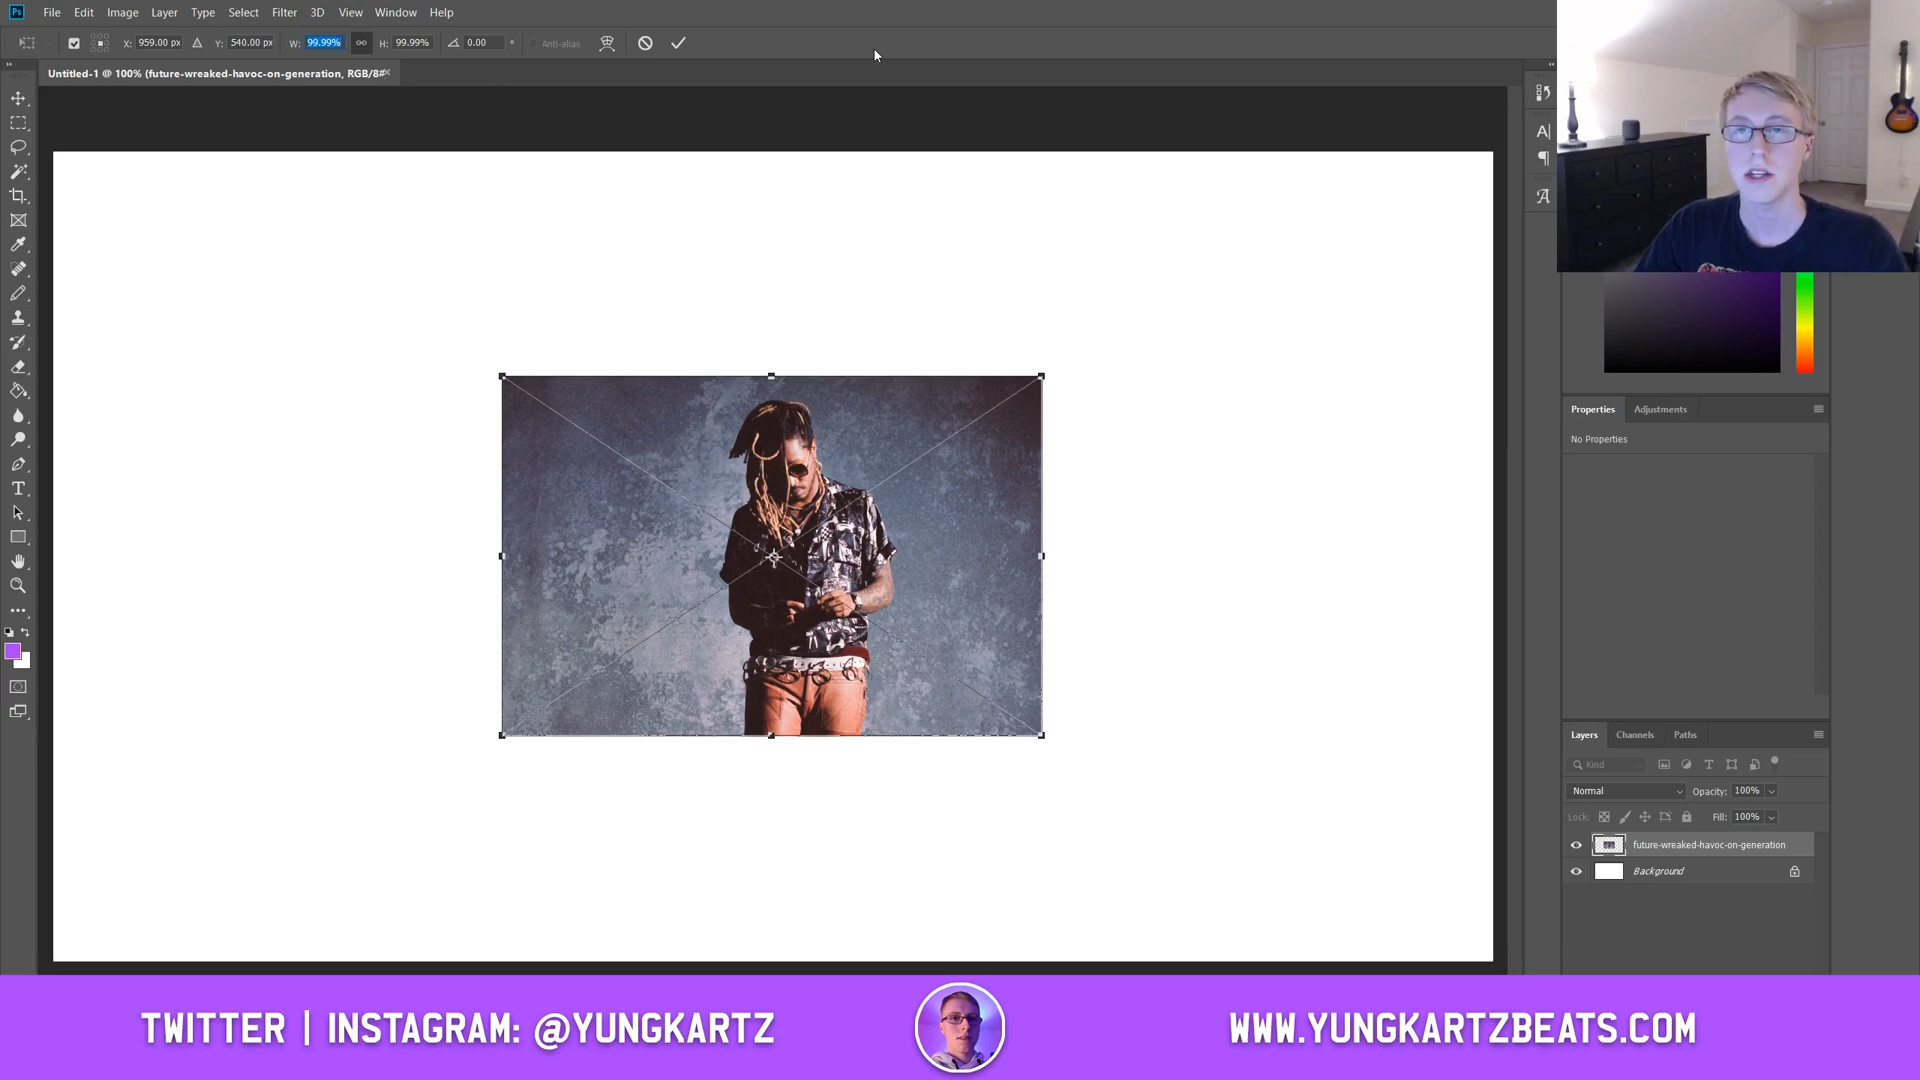 Ps File Edit Image Layer Type Select Filter 3D View Window Help
X: 959.00 px Y: 540.00 px W: 99.99% H: 99.99% 0.00 ° Anti-alias
Untitled-1 @ 100% (future-wreaked-havoc-on-generation, RGB/8#
Properties Adjustments
No Properties
Layers Channels Paths
Kind
Normal Opacity: 100%
Lock: Fill: 100%
future-wreaked-havoc-on-generation
Background
TWITTER | INSTAGRAM: @YUNGKARTZ
WWW.YUNGKARTZBEATS.COM